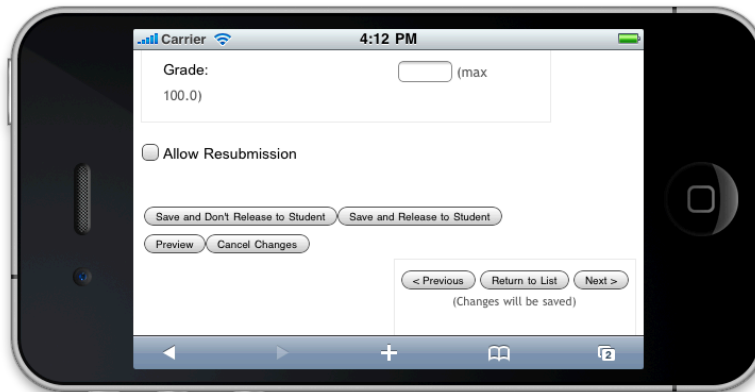 Carrier 4:12 PM
Grade: (max
100.0)
Allow Resubmission
Save and Don't Release to Student Save and Release to Student
Preview Cancel Changes
< Previous Return to List Next >
(Changes will be saved)
2